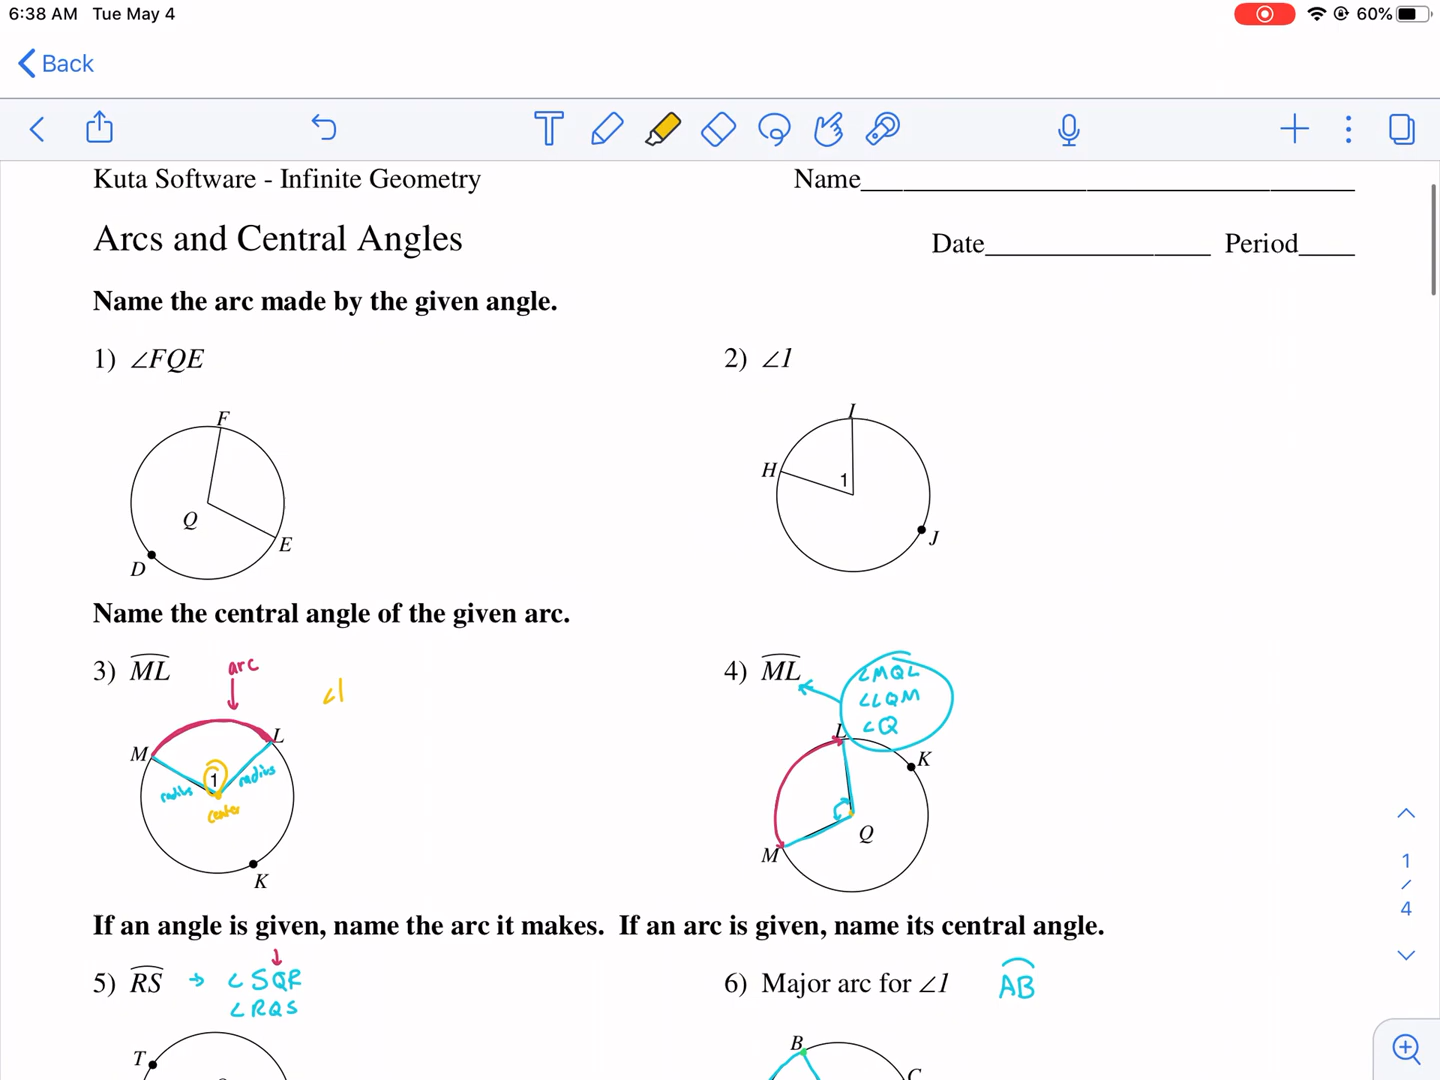 6:38 AM Tue May 4
60%
Back
Kuta Software - Infinite Geometry
Name
Arcs and Central Angles
Date Period
Name the arc made by the given angle.
1) ∠FQE
2) ∠1
F
Q
E
D
I
H
1
J
Name the central angle of the given arc.
3) ML
arc
∠1
M
L
1
radius
radius
center
K
4) ML
∠MQL
∠LQM
∠Q
L
K
Q
M
1
/
4
If an angle is given, name the arc it makes. If an arc is given, name its central angle.
5) RS → ∠SQR
∠RQS
T
6) Major arc for ∠1 AB
B
C